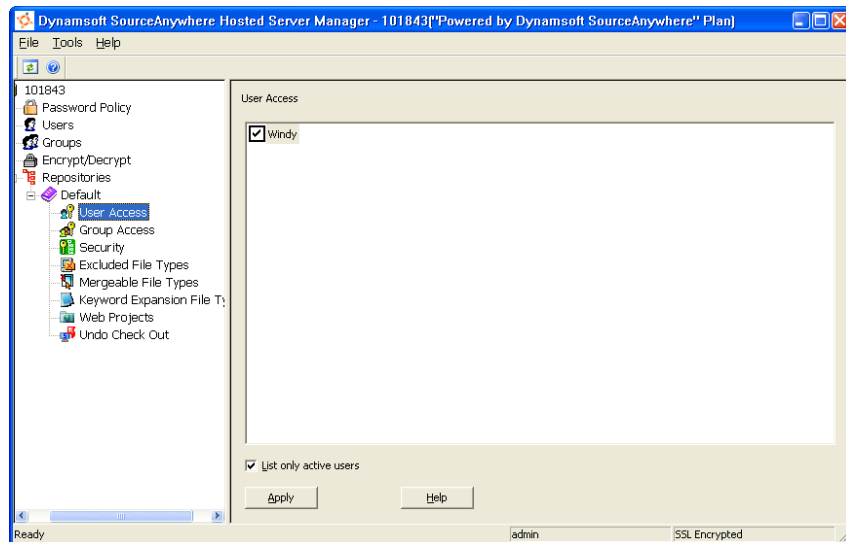 Dynamsoft SourceAnywhere Hosted Server Manager - 101843("Powered by Dynamsoft SourceAnywhere" Plan)
File Tools Help
101843
Password Policy
Users
Groups
Encrypt/Decrypt
Repositories
Default
User Access
Group Access
Security
Excluded File Types
Mergeable File Types
Keyword Expansion File Ty
Web Projects
Undo Check Out
User Access
Windy
List only active users
Apply Help
Ready admin SSL Encrypted